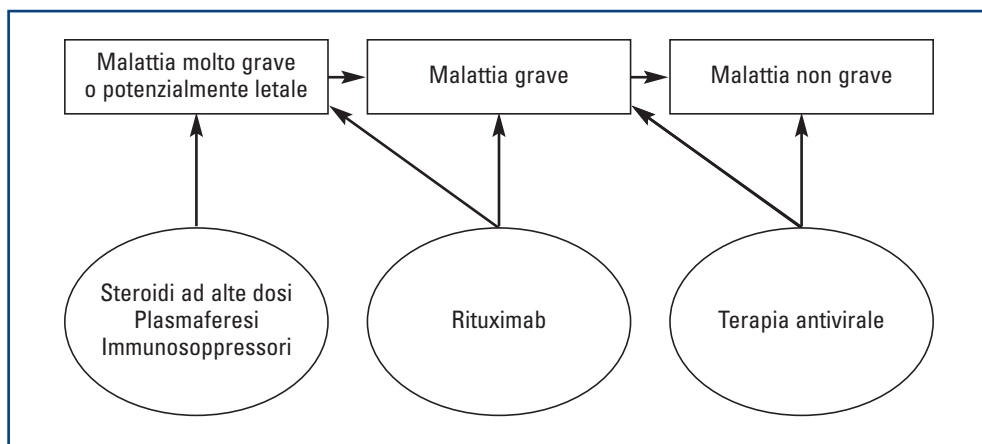 Malattia molto grave
o potenzialmente letale
Malattia grave
Malattia non grave
Steroidi ad alte dosi
Plasmaferesi
Immunosoppressori
Rituximab
Terapia antivirale